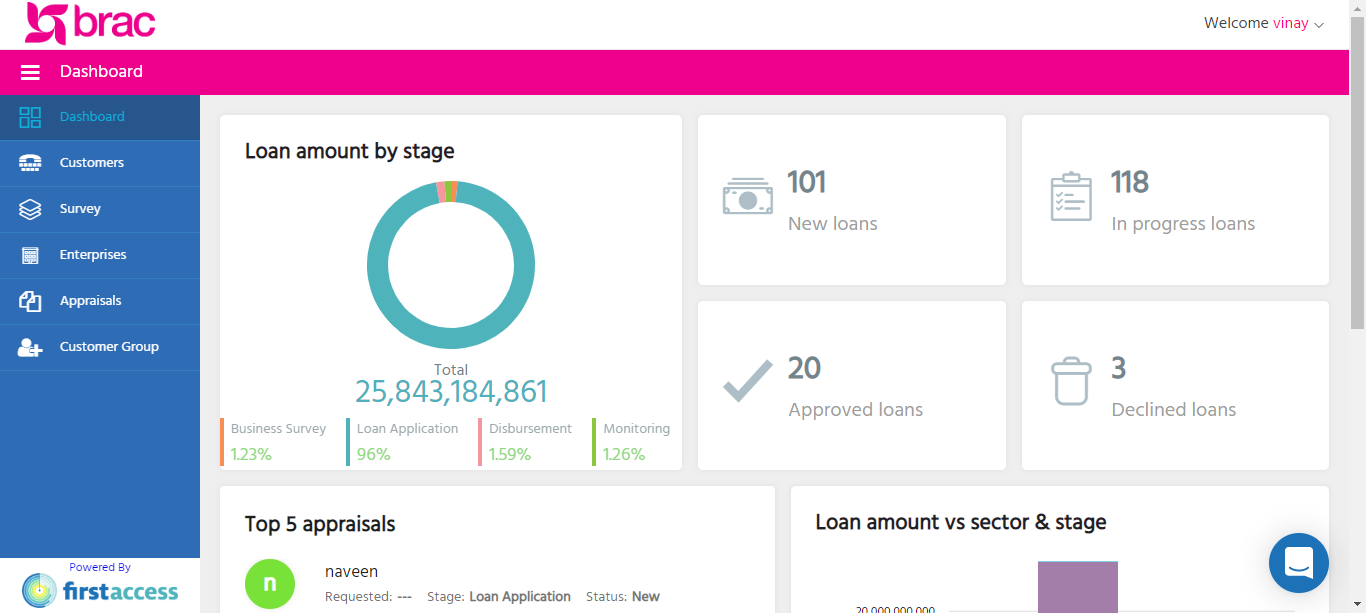 brac
Welcome vinay
Dashboard
Dashboard
Customers
Survey
Enterprises
Appraisals
Customer Group
Powered By
firstaccess
Loan amount by stage
Total
25,843,184,861
Business Survey
1.23%
Loan Application
96%
Disbursement
1.59%
Monitoring
1.26%
101
New loans
118
In progress loans
20
Approved loans
3
Declined loans
Top 5 appraisals
n
naveen
Requested: --- Stage: Loan Application Status: New
Loan amount vs sector & stage
20,000,000,000